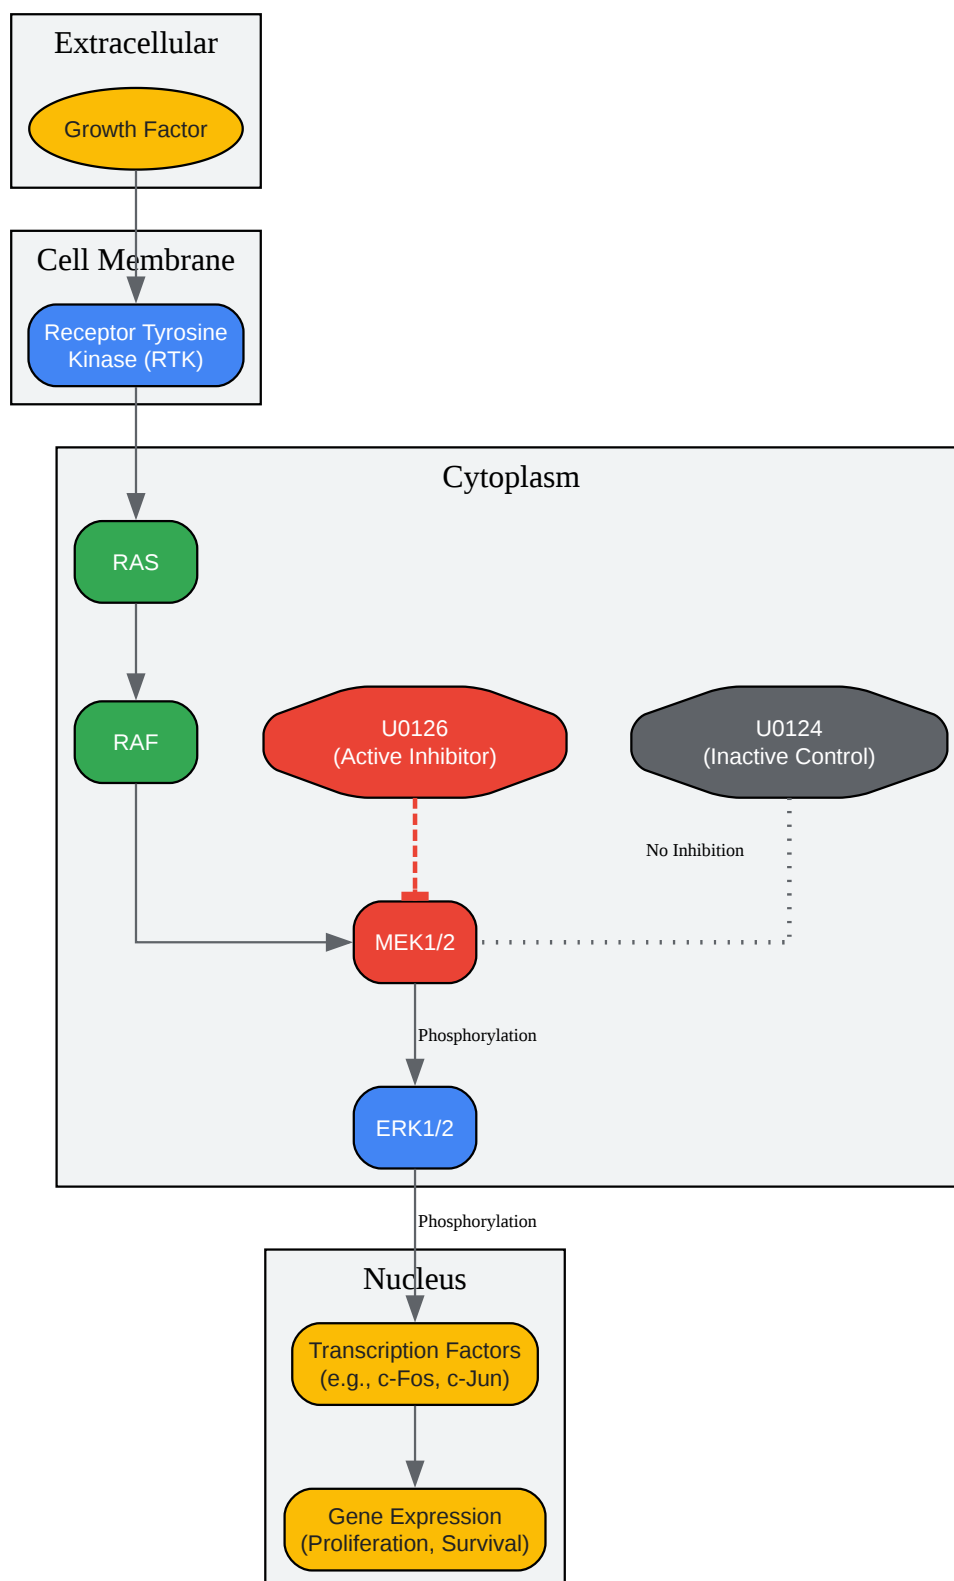 Extracellular
Growth Factor
Cell Membrane
Receptor Tyrosine
Kinase (RTK)
Cytoplasm
RAS
RAF
U0126
(Active Inhibitor)
U0124
(Inactive Control)
No Inhibition
MEK1/2
Phosphorylation
ERK1/2
Phosphorylation
Nucleus
Transcription Factors
(e.g., c-Fos, c-Jun)
Gene Expression
(Proliferation, Survival)